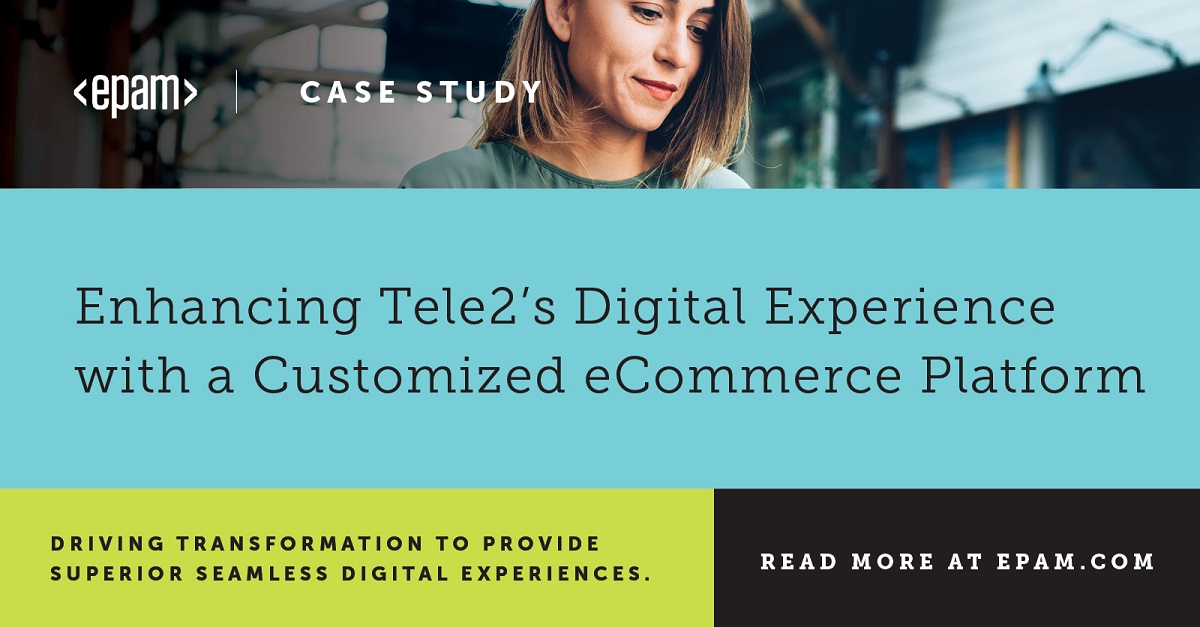 <epam> | CASE STUDY
Enhancing Tele2’s Digital Experience
with a Customized eCommerce Platform
DRIVING TRANSFORMATION TO PROVIDE
SUPERIOR SEAMLESS DIGITAL EXPERIENCES.
READ MORE AT EPAM.COM